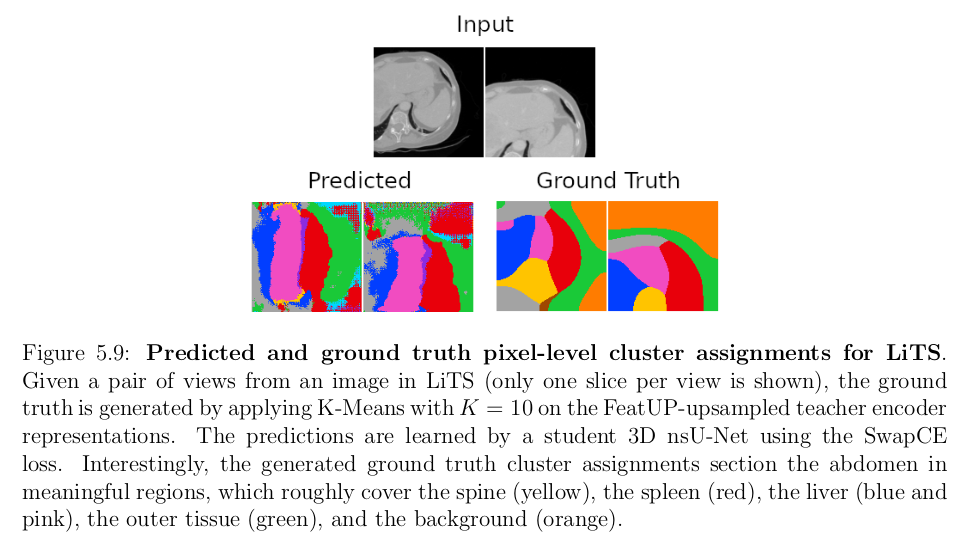 Input
Predicted
Ground Truth
Figure 5.9: Predicted and ground truth pixel-level cluster assignments for LiTS.
Given a pair of views from an image in LiTS (only one slice per view is shown), the ground
truth is generated by applying K-Means with K = 10 on the FeatUP-upsampled teacher encoder
representations. The predictions are learned by a student 3D nsU-Net using the SwapCE
loss. Interestingly, the generated ground truth cluster assignments section the abdomen in
meaningful regions, which roughly cover the spine (yellow), the spleen (red), the liver (blue and
pink), the outer tissue (green), and the background (orange).